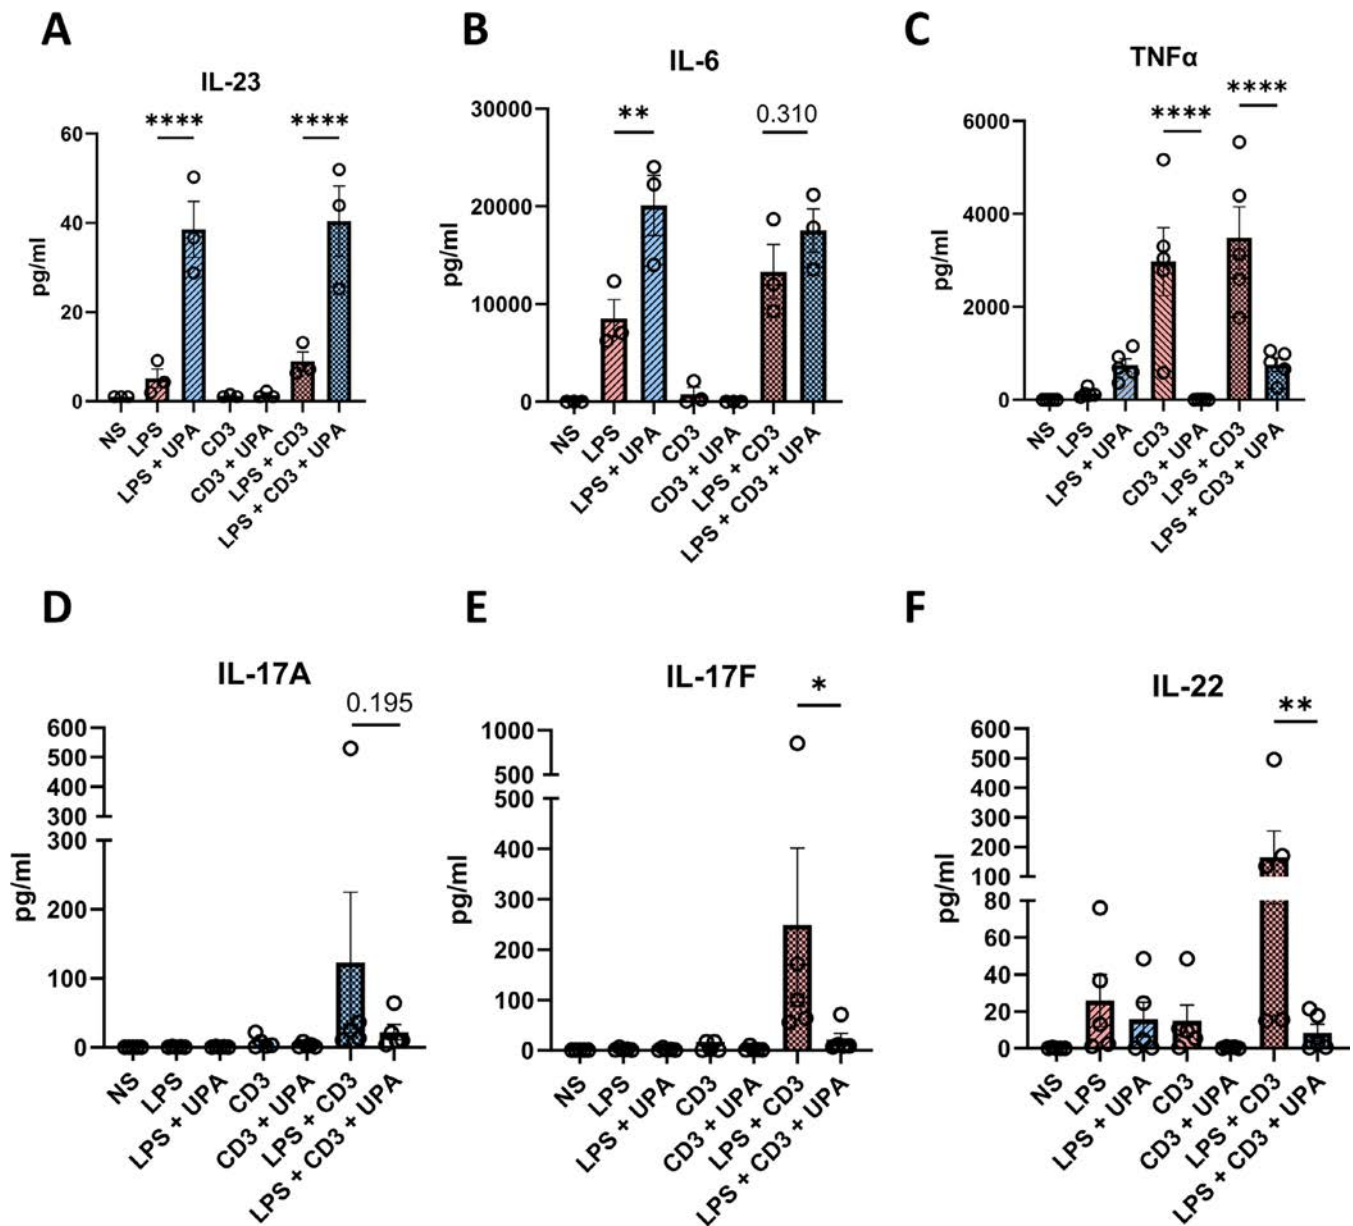 A
IL-23
**** ****
pg/ml
60
40
20
0
NS
LPS
LPS + UPA
CD3
CD3 + UPA
LPS + CD3
LPS + CD3 + UPA
B
IL-6
** 0.310
pg/ml
30000
20000
10000
0
NS
LPS
LPS + UPA
CD3
CD3 + UPA
LPS + CD3
LPS + CD3 + UPA
C
TNFα
**** ****
pg/ml
6000
4000
2000
0
NS
LPS
LPS + UPA
CD3
CD3 + UPA
LPS + CD3
LPS + CD3 + UPA
D
IL-17A
0.195
pg/ml
600
500
400
300
300
200
100
0
NS
LPS
LPS + UPA
CD3
CD3 + UPA
LPS + CD3
LPS + CD3 + UPA
E
IL-17F
*
pg/ml
1000
500
500
400
300
200
100
0
NS
LPS
LPS + UPA
CD3
CD3 + UPA
LPS + CD3
LPS + CD3 + UPA
F
IL-22
**
pg/ml
600
500
400
300
200
100
80
60
40
20
0
NS
LPS
LPS + UPA
CD3
CD3 + UPA
LPS + CD3
LPS + CD3 + UPA